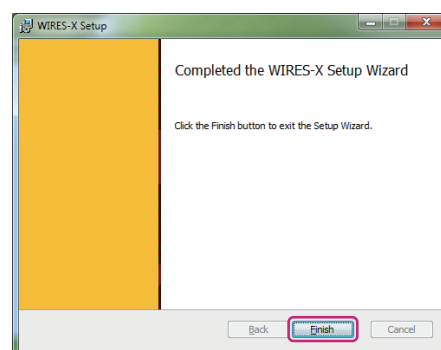 WIRES-X Setup
Completed the WIRES-X Setup Wizard
Click the Finish button to exit the Setup Wizard.
Back Finish Cancel